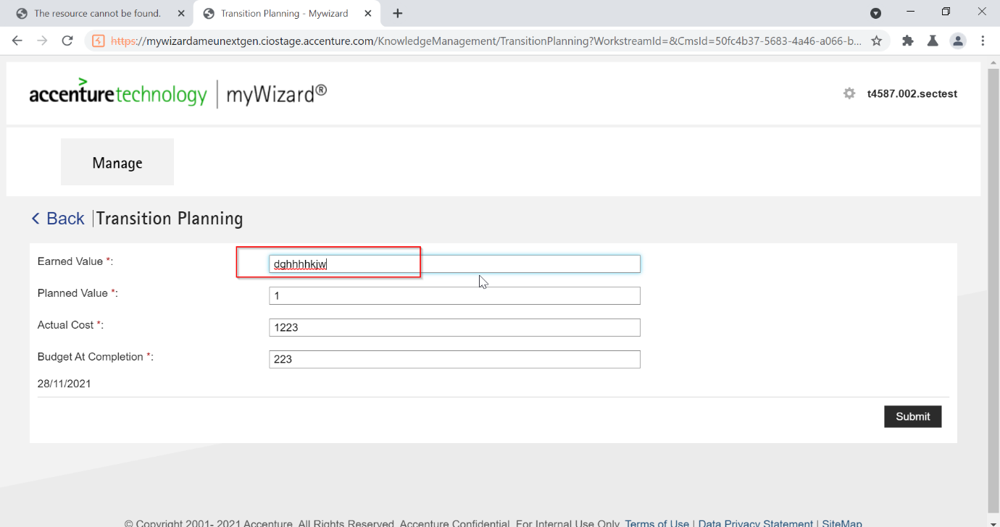 The resource cannot be found.
Transition Planning - Mywizard
https://mywizardameunextgen.ciostage.accenture.com/KnowledgeManagement/TransitionPlanning?WorkstreamId=&CmsId=50fc4b37-5683-4a46-a066-b...
accenturetechnology | myWizard®
t4587.002.sectest
Manage
< Back |Transition Planning
Earned Value *: dghhhhkjw
Planned Value *: 1
Actual Cost *: 1223
Budget At Completion *: 223
28/11/2021
Submit
© Copyright 2001- 2021 Accenture. All Rights Reserved. Accenture Confidential. For Internal Use Only. Terms of Use | Data Privacy Statement | SiteMap